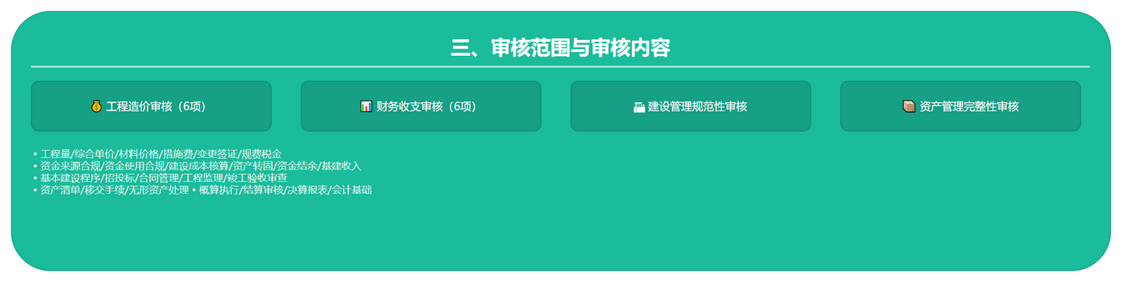 三、审核范围与审核内容
💰 工程造价审核（6项）
📊 财务收支审核（6项）
建设管理规范性审核
资产管理完整性审核
• 工程量/综合单价/材料价格/措施费/变更签证/规费税金
• 资金来源合规/资金使用合规/建设成本核算/资产转固/资金结余/基建收入
• 基本建设程序/招投标/合同管理/工程监理/竣工验收审查
• 资产清单/移交手续/无形资产处理 • 概算执行/结算审核/决算报表/会计基础